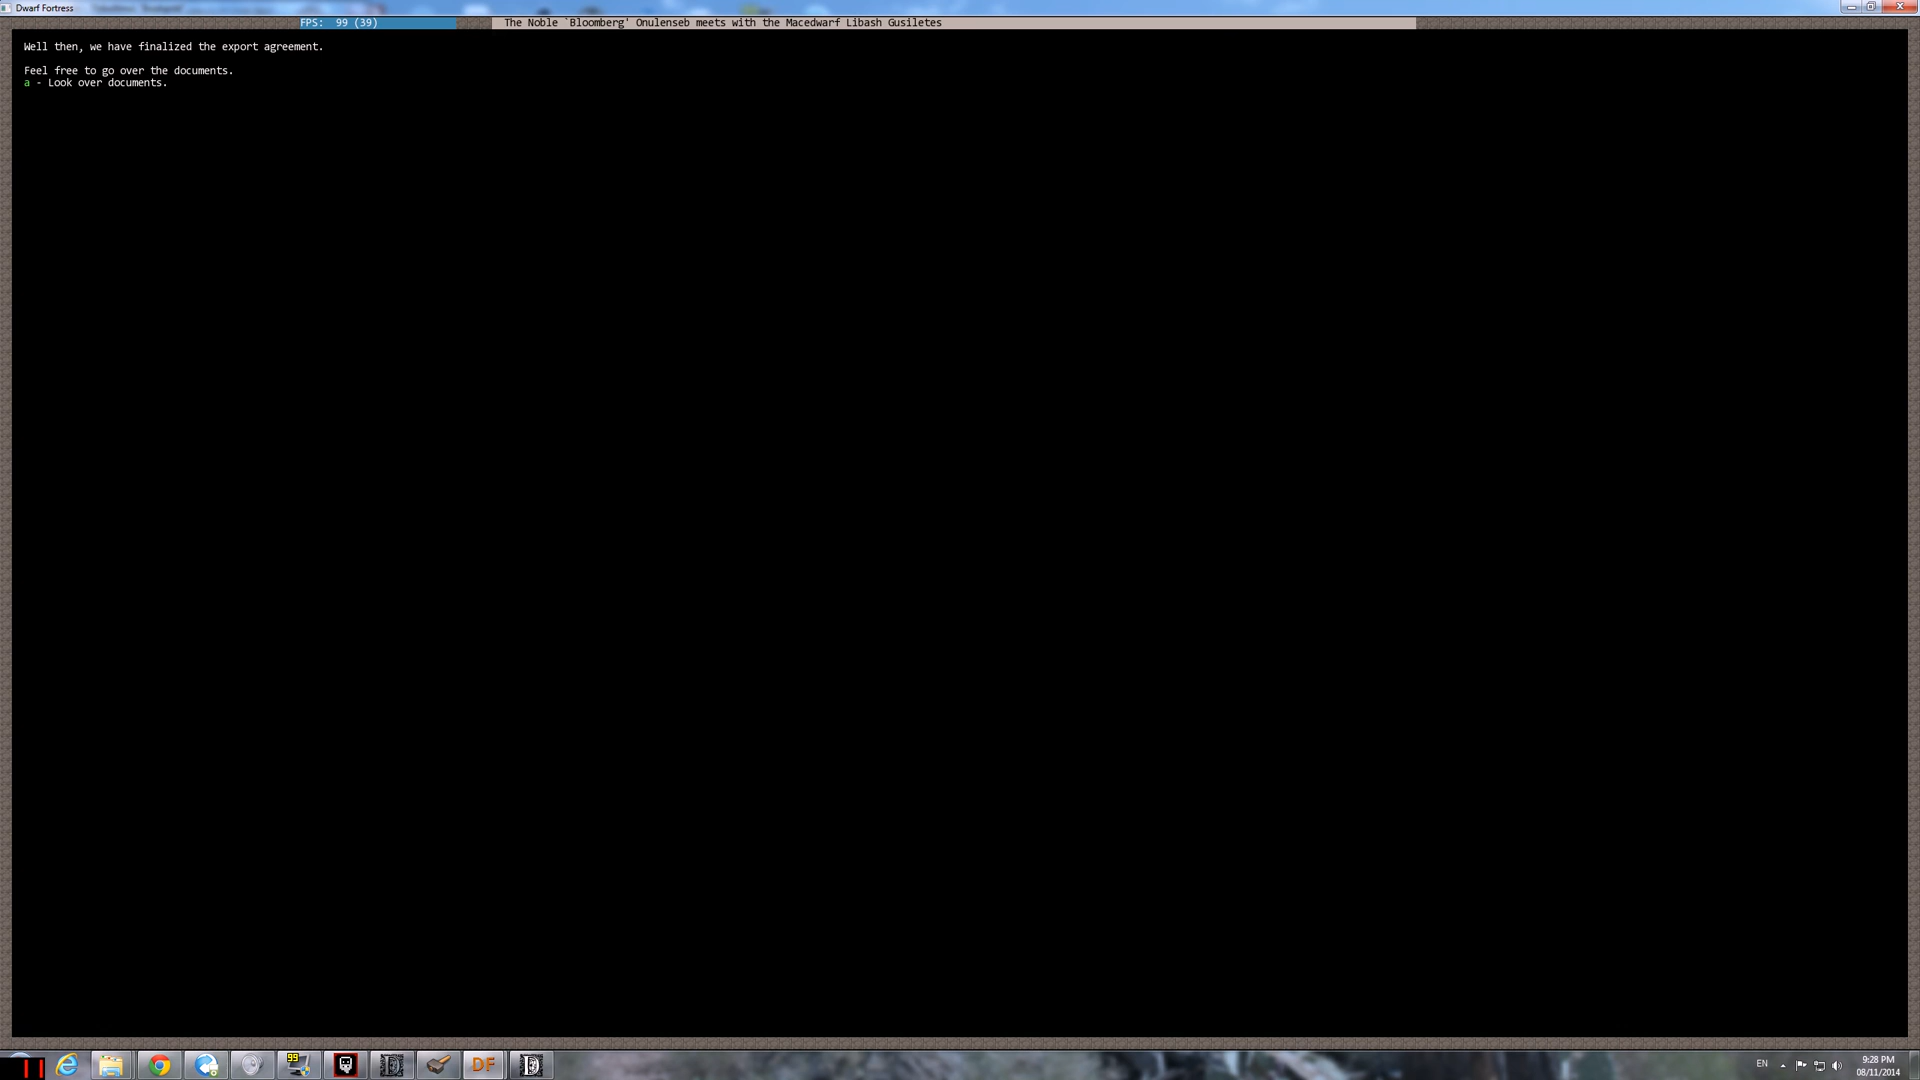 Dwarf Fortress
FPS: 99 (39)
The Noble `Bloomberg' Onulenseb meets with the Macedwarf Libash Gusiletes
Well then, we have finalized the export agreement.
Feel free to go over the documents.
a - Look over documents.
99
DF
EN
9:28 PM
08/11/2014